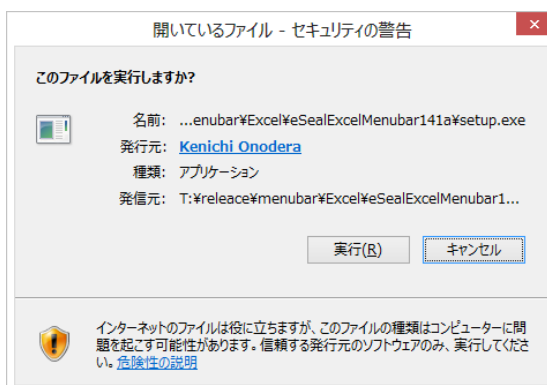 開いているファイル - セキュリティの警告
このファイルを実行しますか?
名前: ...enubar¥Excel¥eSealExcelMenubar141a¥setup.exe
発行元: Kenichi Onodera
種類: アプリケーション
発信元: T:¥releace¥menubar¥Excel¥eSealExcelMenubar1...
実行(R) キャンセル
インターネットのファイルは役に立ちますが、このファイルの種類はコンピューターに問
題を起こす可能性があります。信頼する発行元のソフトウェアのみ、実行してくださ
い。危険性の説明